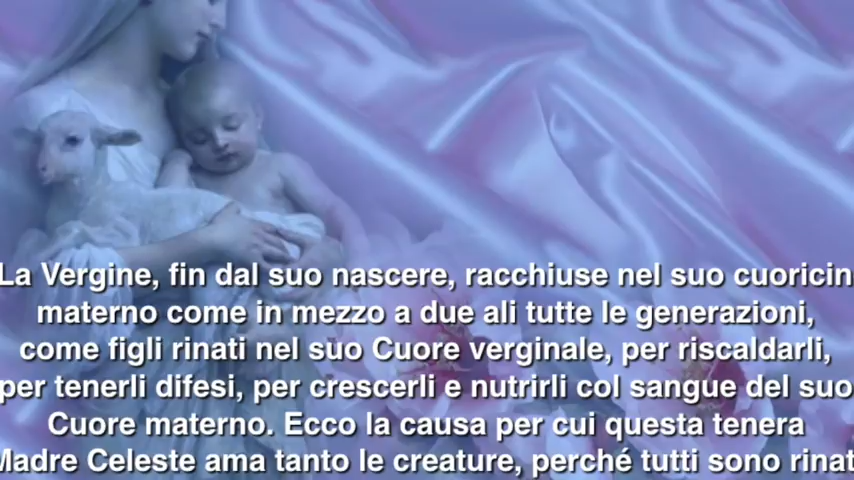 La Vergine, fin dal suo nascere, racchiuse nel suo cuoricin
materno come in mezzo a due ali tutte le generazioni,
come figli rinati nel suo Cuore verginale, per riscaldarli,
per tenerli difesi, per crescerli e nutrirli col sangue del suo
Cuore materno. Ecco la causa per cui questa tenera
Madre Celeste ama tanto le creature, perché tutti sono rinat